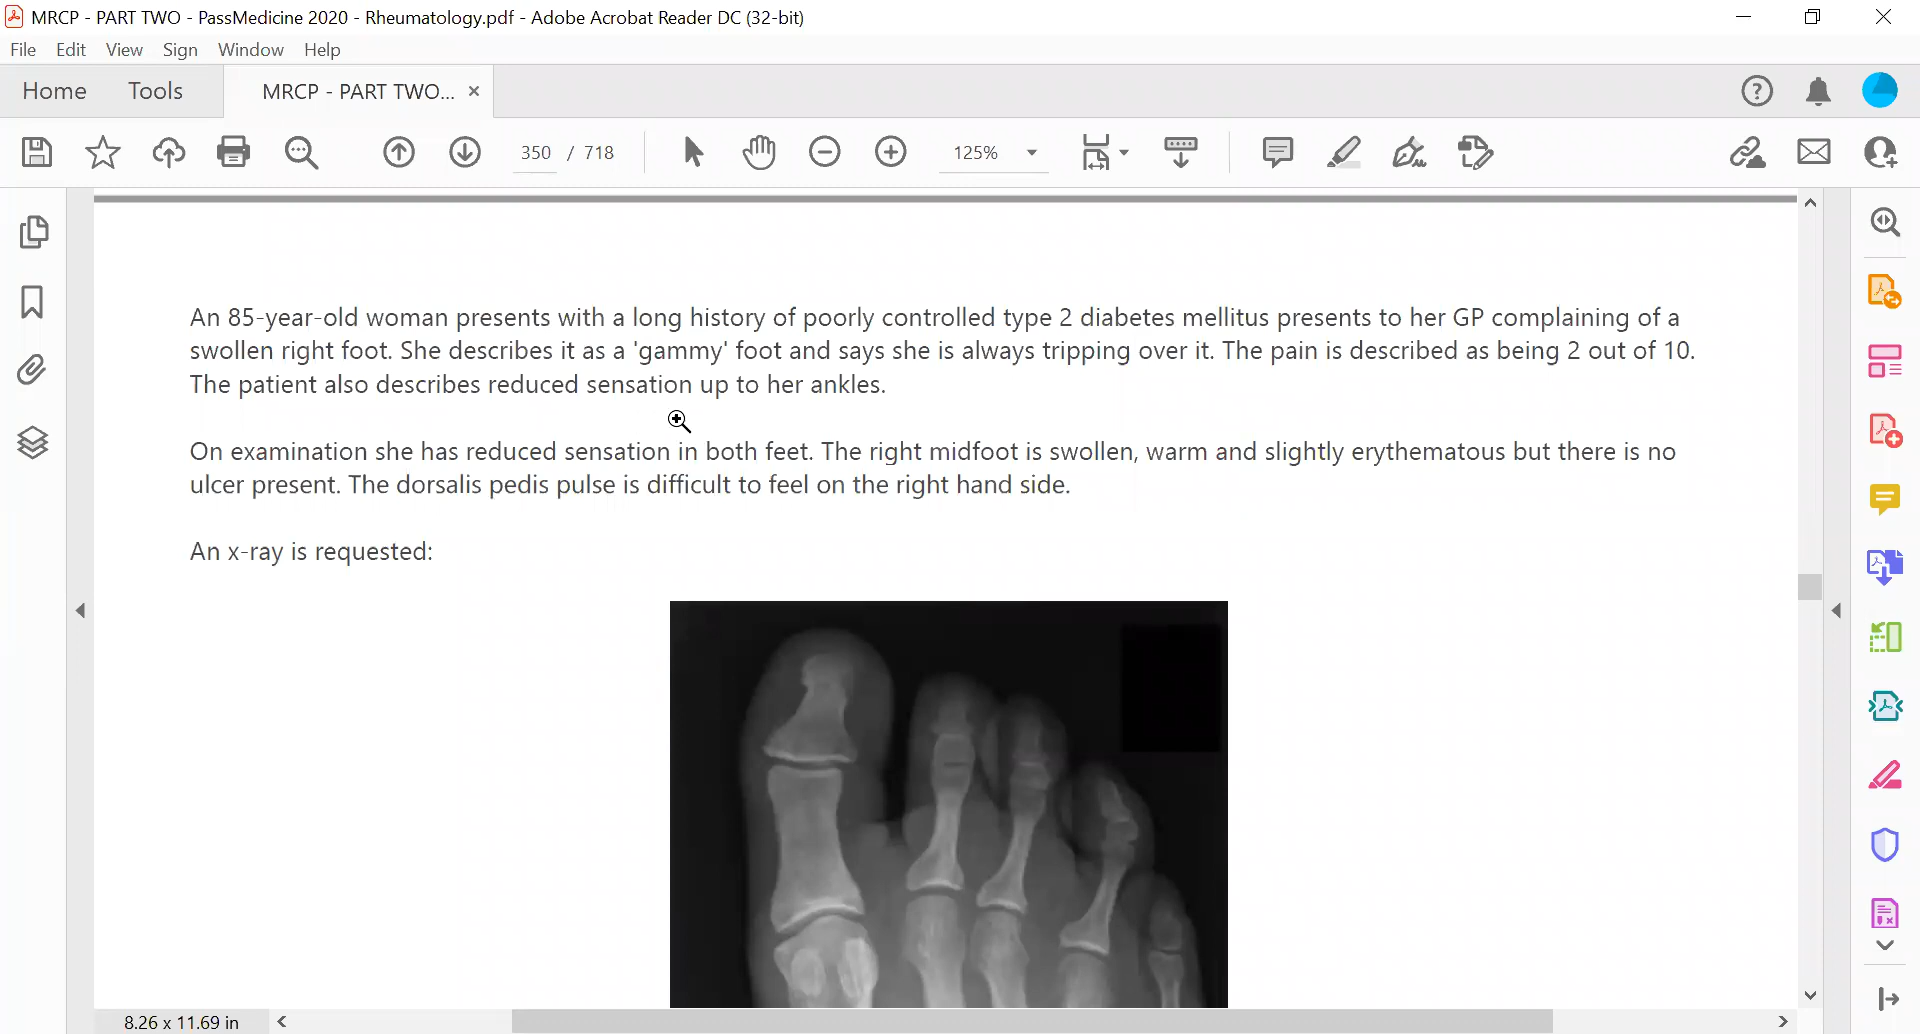 MRCP - PART TWO - PassMedicine 2020 - Rheumatology.pdf - Adobe Acrobat Reader DC (32-bit)
File Edit View Sign Window Help
Home Tools MRCP - PART TWO... ×
350 / 718 125%
An 85-year-old woman presents with a long history of poorly controlled type 2 diabetes mellitus presents to her GP complaining of a
swollen right foot. She describes it as a 'gammy' foot and says she is always tripping over it. The pain is described as being 2 out of 10.
The patient also describes reduced sensation up to her ankles.
On examination she has reduced sensation in both feet. The right midfoot is swollen, warm and slightly erythematous but there is no
ulcer present. The dorsalis pedis pulse is difficult to feel on the right hand side.
An x-ray is requested:
8.26 x 11.69 in